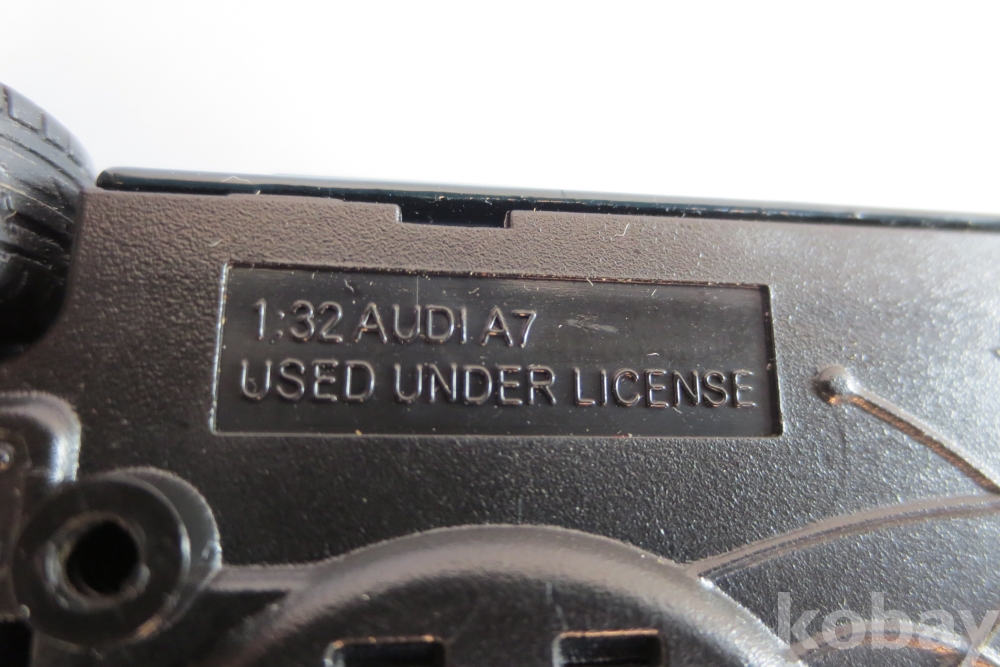 1:32 AUDI A7
USED UNDER LICENSE
kobay